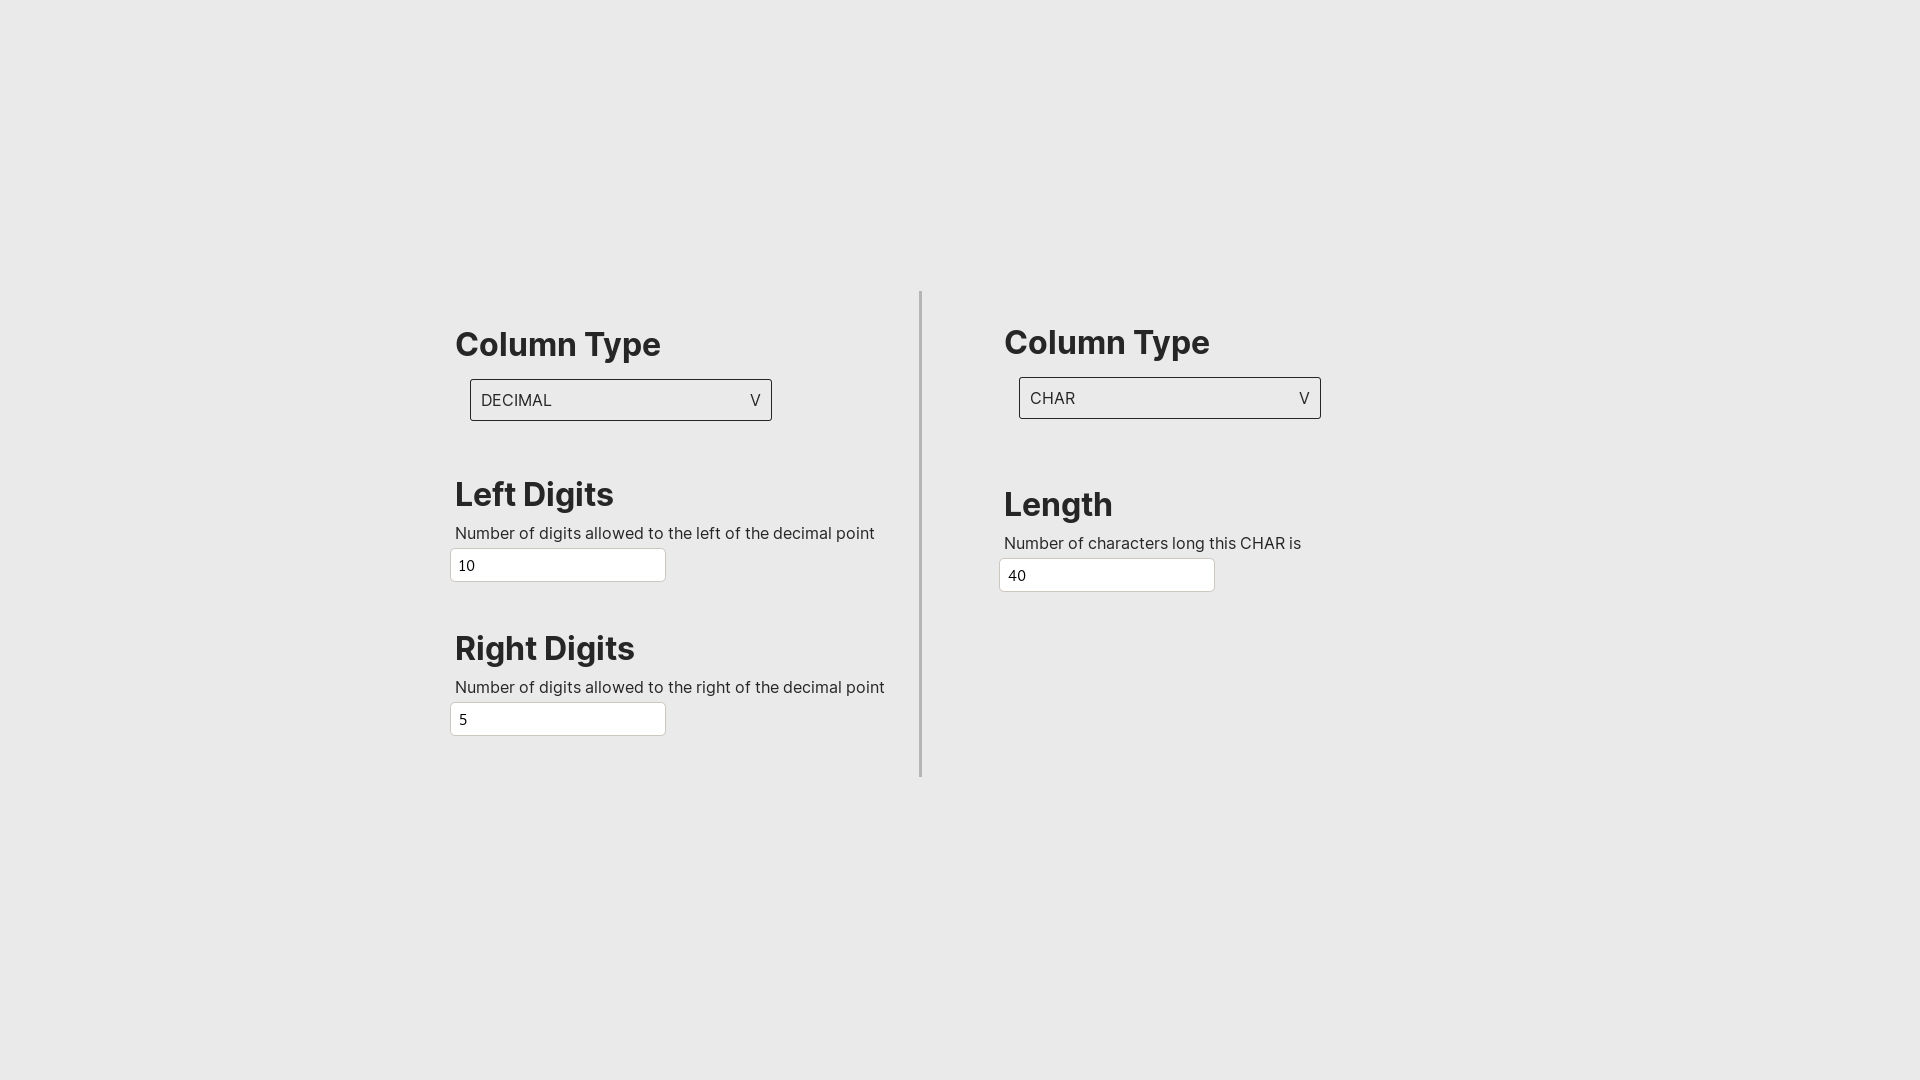 Column Type
DECIMAL V
Left Digits
Number of digits allowed to the left of the decimal point
10
Right Digits
Number of digits allowed to the right of the decimal point
5
Column Type
CHAR V
Length
Number of characters long this CHAR is
40